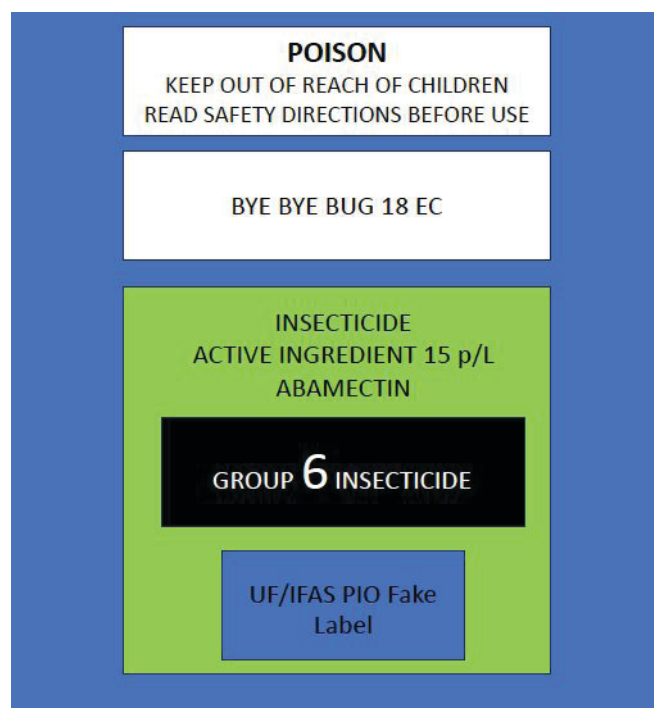 POISON
KEEP OUT OF REACH OF CHILDREN
READ SAFETY DIRECTIONS BEFORE USE
BYE BYE BUG 18 EC
INSECTICIDE
ACTIVE INGREDIENT 15 p/L
ABAMECTIN
GROUP 6 INSECTICIDE
UF/IFAS PIO Fake
Label